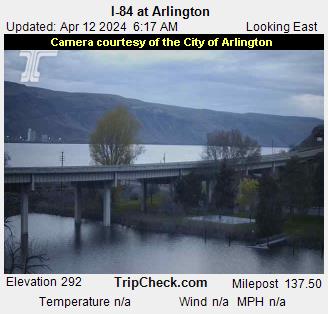 I-84 at Arlington
Updated: Apr 12 2024 6:17 AM Looking East
Camera courtesy of the City of Arlington
Elevation 292 TripCheck.com Milepost 137.50
Temperature n/a Wind n/a MPH n/a